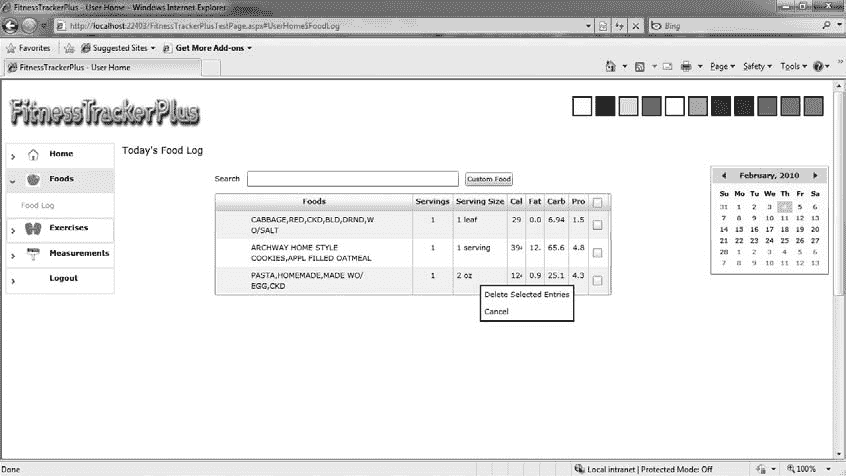 FitnessTrackerPlus - User Home - Windows Internet Explorer
http://localhost:22403/FitnessTrackerPlusTestPage.aspx#UserHome$FoodLog
Bing
Favorites Suggested Sites Get More Add-ons
FitnessTrackerPlus - User Home
Page Safety Tools
FitnessTrackerPlus
Home
Foods
Food Log
Exercises
Measurements
Logout
Today's Food Log
Search Custom Food
Foods Servings Serving Size Cal Fat Carb Pro
CABBAGE,RED,CKD,BLD,DRND,W 1 1 leaf 29 0.0 6.94 1.5
O/SALT
ARCHWAY HOME STYLE 1 1 serving 394 12. 65.6 4.8
COOKIES,APPL FILLED OATMEAL
PASTA,HOMEMADE,MADE WO/ 1 2 oz 124 0.9 25.1 4.3
EGG,CKD
Delete Selected Entries
Cancel
February, 2010
Su Mo Tu We Th Fr Sa
31 1 2 3 4 5 6
7 8 9 10 11 12 13
14 15 16 17 18 19 20
21 22 23 24 25 26 27
28 1 2 3 4 5 6
7 8 9 10 11 12 13
Done Local intranet | Protected Mode: Off 100%